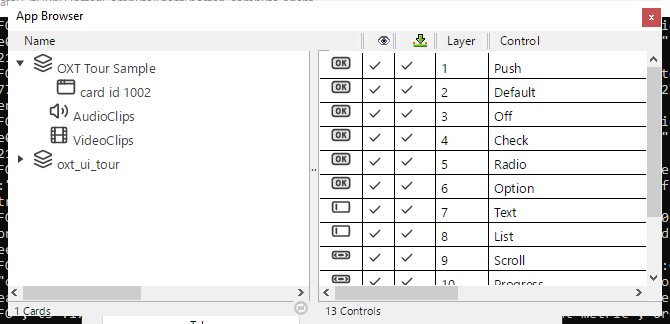 App Browser
Name
OXT Tour Sample
card id 1002
AudioClips
VideoClips
oxt_ui_tour
1 Cards
Layer Control
OK 1 Push
OK 2 Default
OK 3 Off
OK 4 Check
OK 5 Radio
OK 6 Option
7 Text
8 List
9 Scroll
10 Progress
13 Controls